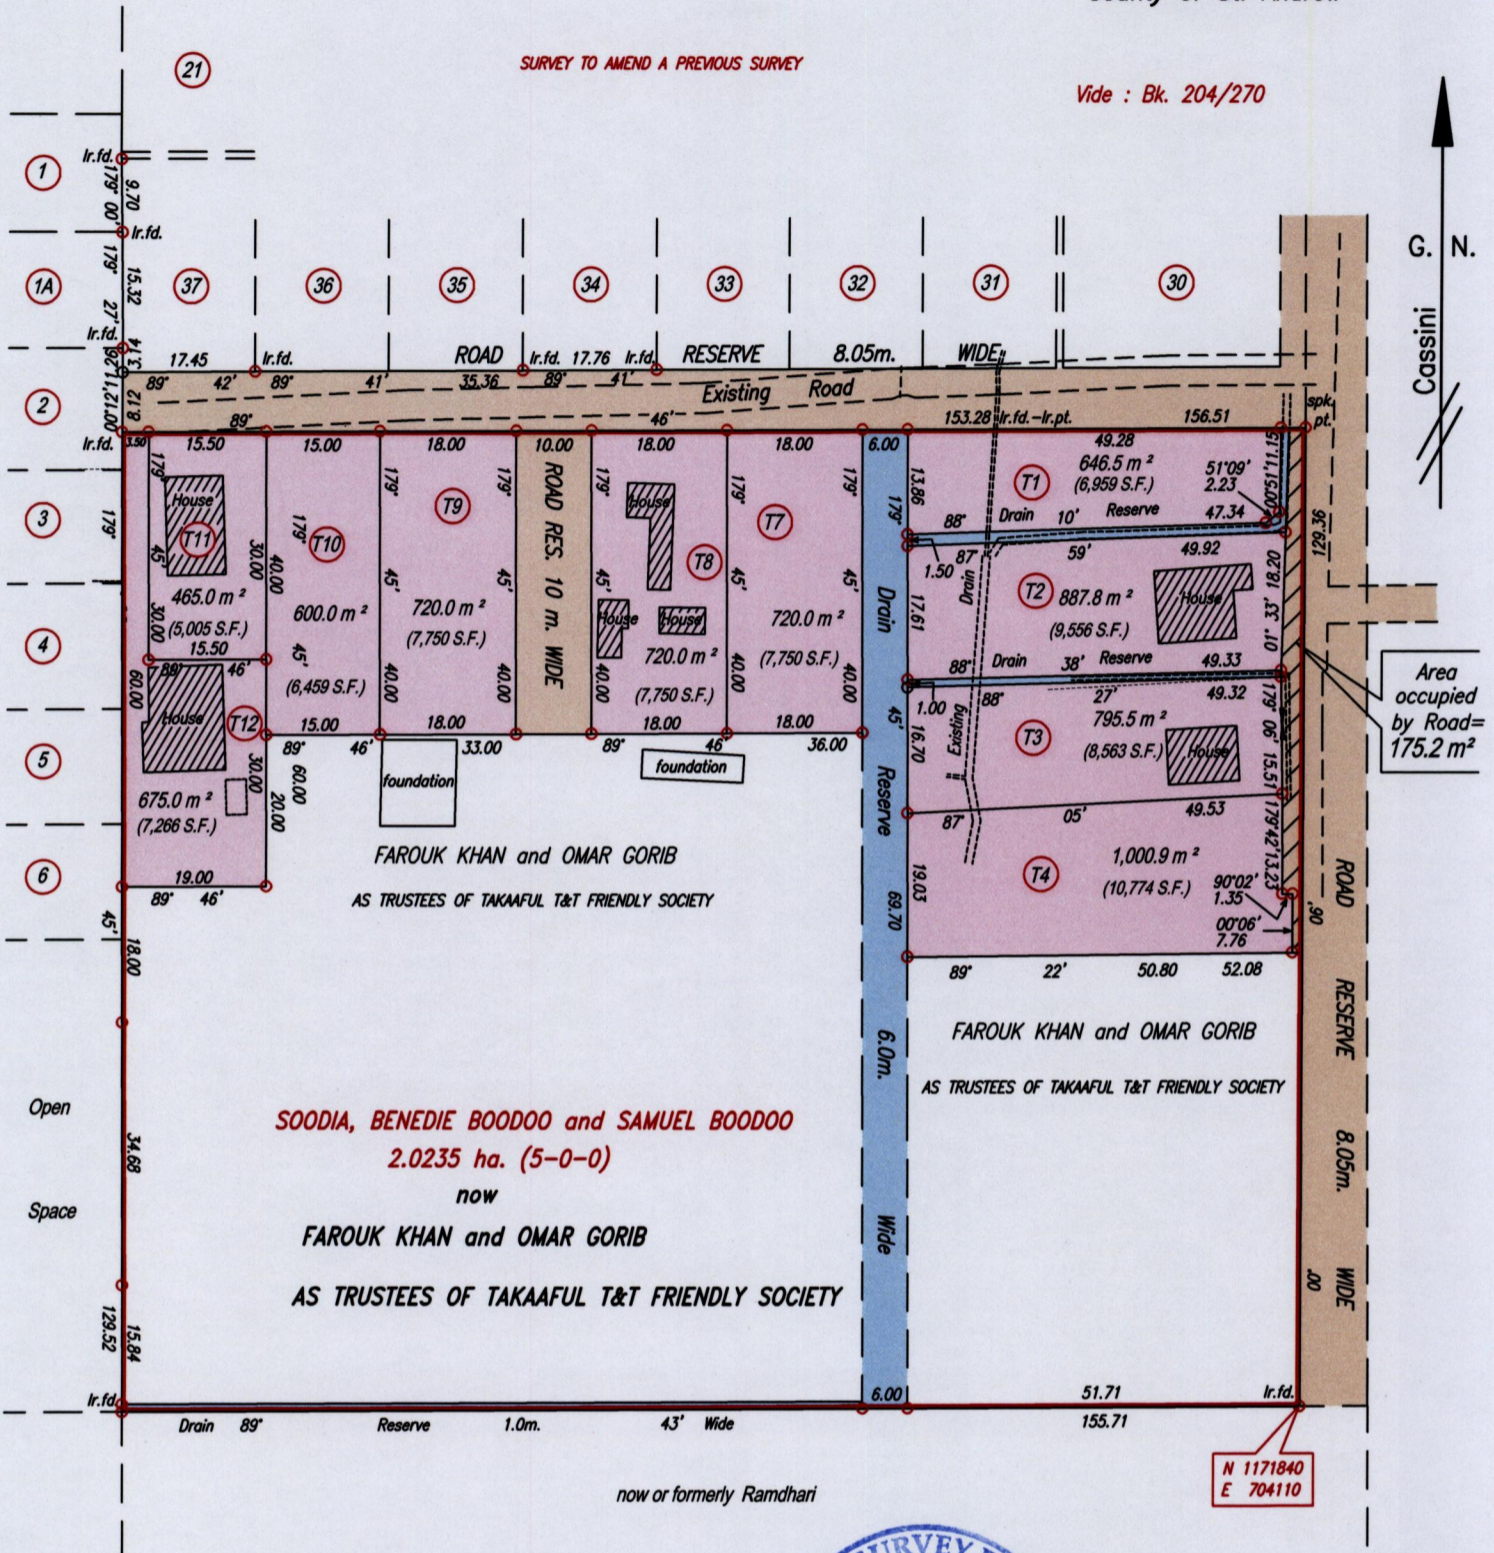 SURVEY TO AMEND A PREVIOUS SURVEY
Vide : Bk. 204/270
21
1
1A
2
3
4
5
6
Ir.fd.
179° 00'
9.70
Ir.fd.
179° 27'
15.32
Ir.fd.
3.14
8.12
Ir.fd.
37
36
35
34
33
32
31
30
G. N.
Cassini
17.45
Ir.fd.
ROAD
Ir.fd. 17.76 Ir.fd.
RESERVE
8.05m.
WIDE
89° 42'
89° 41'
35.36
89° 41'
Existing Road
89° 46'
153.28 Ir.fd.-Ir.pt.
156.51
spk. pt.
3.50
15.50
15.00
18.00
10.00
18.00
18.00
6.00
49.28
179° 45'
House
T11
465.0 m²
(5,005 S.F.)
30.00
30.00
15.50
89° 46'
40.00
179° 45'
T10
600.0 m²
(6,459 S.F.)
15.00
179° 45'
T9
720.0 m²
(7,750 S.F.)
18.00
179° 45'
40.00
ROAD RES. 10 m. WIDE
179° 45'
40.00
House
T8
House
House
720.0 m²
(7,750 S.F.)
18.00
179° 45'
40.00
T7
720.0 m²
(7,750 S.F.)
18.00
179° 45'
40.00
House
T12
675.0 m²
(7,266 S.F.)
60.00
30.00
20.00
60.00
19.00
89° 46'
89° 46'
33.00
89° 46'
36.00
foundation
foundation
T1
646.5 m²
(6,959 S.F.)
13.86
179° 45'
51°09'
2.23
00°51'
11.15
88° 10'
Drain Reserve
47.34
87° 59'
49.92
1.50
Drain
T2
887.8 m²
(9,556 S.F.)
House
17.61
01° 33'
18.20
88° 38'
Drain Reserve
49.33
88° 27'
49.32
1.00
Existing
T3
795.5 m²
(8,563 S.F.)
House
16.70
179° 06'
15.51
87° 05'
49.53
T4
1,000.9 m²
(10,774 S.F.)
19.03
179°42'
13.23
90°02'
1.35
00°06'
7.76
89° 22'
50.80
52.08
129.36
Area
occupied
by Road=
175.2 m²
Drain Reserve 6.0m. Wide
69.70
ROAD RESERVE 8.05m. WIDE
FAROUK KHAN and OMAR GORIB
AS TRUSTEES OF TAKAAFUL T&T FRIENDLY SOCIETY
FAROUK KHAN and OMAR GORIB
AS TRUSTEES OF TAKAAFUL T&T FRIENDLY SOCIETY
179° 45'
18.00
34.68
15.84
129.52
Open
Space
SOODIA, BENEDIE BOODOO and SAMUEL BOODOO
2.0235 ha. (5-0-0)
now
FAROUK KHAN and OMAR GORIB
AS TRUSTEES OF TAKAAFUL T&T FRIENDLY SOCIETY
Ir.fd.
6.00
51.71
Ir.fd.
Drain 89° Reserve 1.0m. 43' Wide
155.71
N 1171840
E 704110
now or formerly Ramdhari
SURVEY